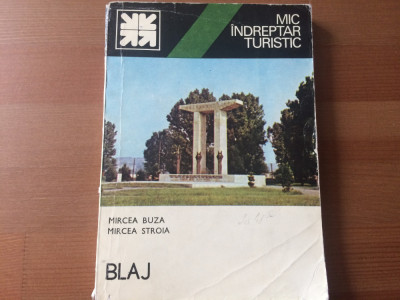 MIC
ÎNDREPTAR
TURISTIC
MIRCEA BUZA
MIRCEA STROIA
BLAJ